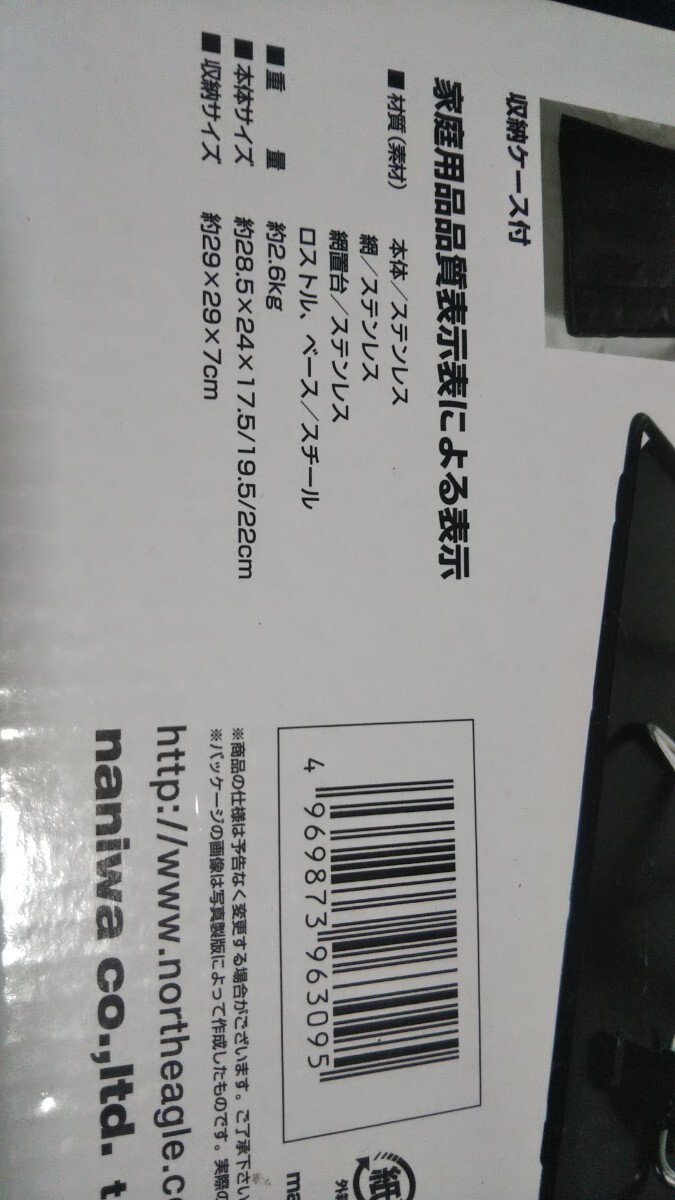 収納ケース付
家庭用品品質表示表による表示
■材質(素材) 本体/ステンレス
網/ステンレス
網置台/ステンレス
ロストル、ベース/スチール
■重 量 約2.6kg
■本体サイズ 約28.5×24×17.5/19.5/22cm
■収納サイズ 約29×29×7cm
4 969873 963095
※商品の仕様は予告なく変更する場合がございます。ご了承下さい
※パッケージの画像は写真製版によって作成したものです。実際の
http://www.northeagle.c
naniwa co.,ltd. t
紙
外箱
ma